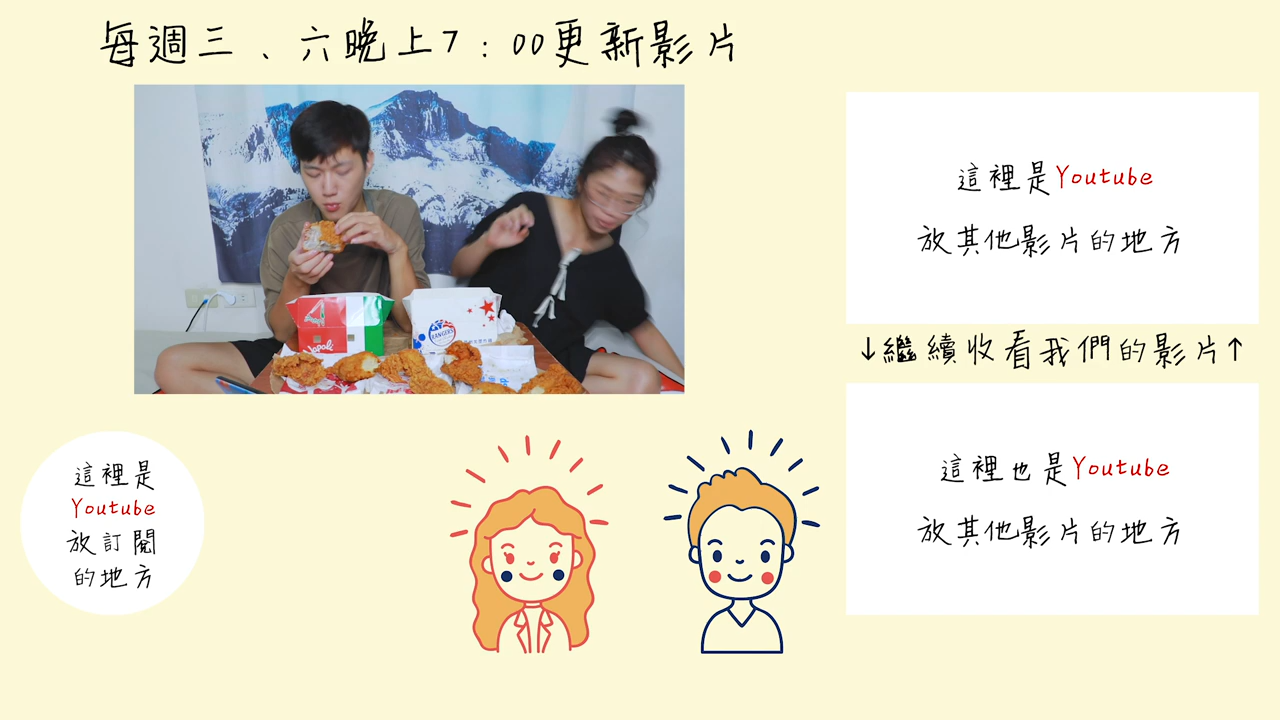 每週三、六晚上7：00更新影片
4
Napoli
RANGERS
這裡是Youtube
放其他影片的地方
↓繼續收看我們的影片↑
這裡也是Youtube
放其他影片的地方
這裡是
Youtube
放訂閱
的地方